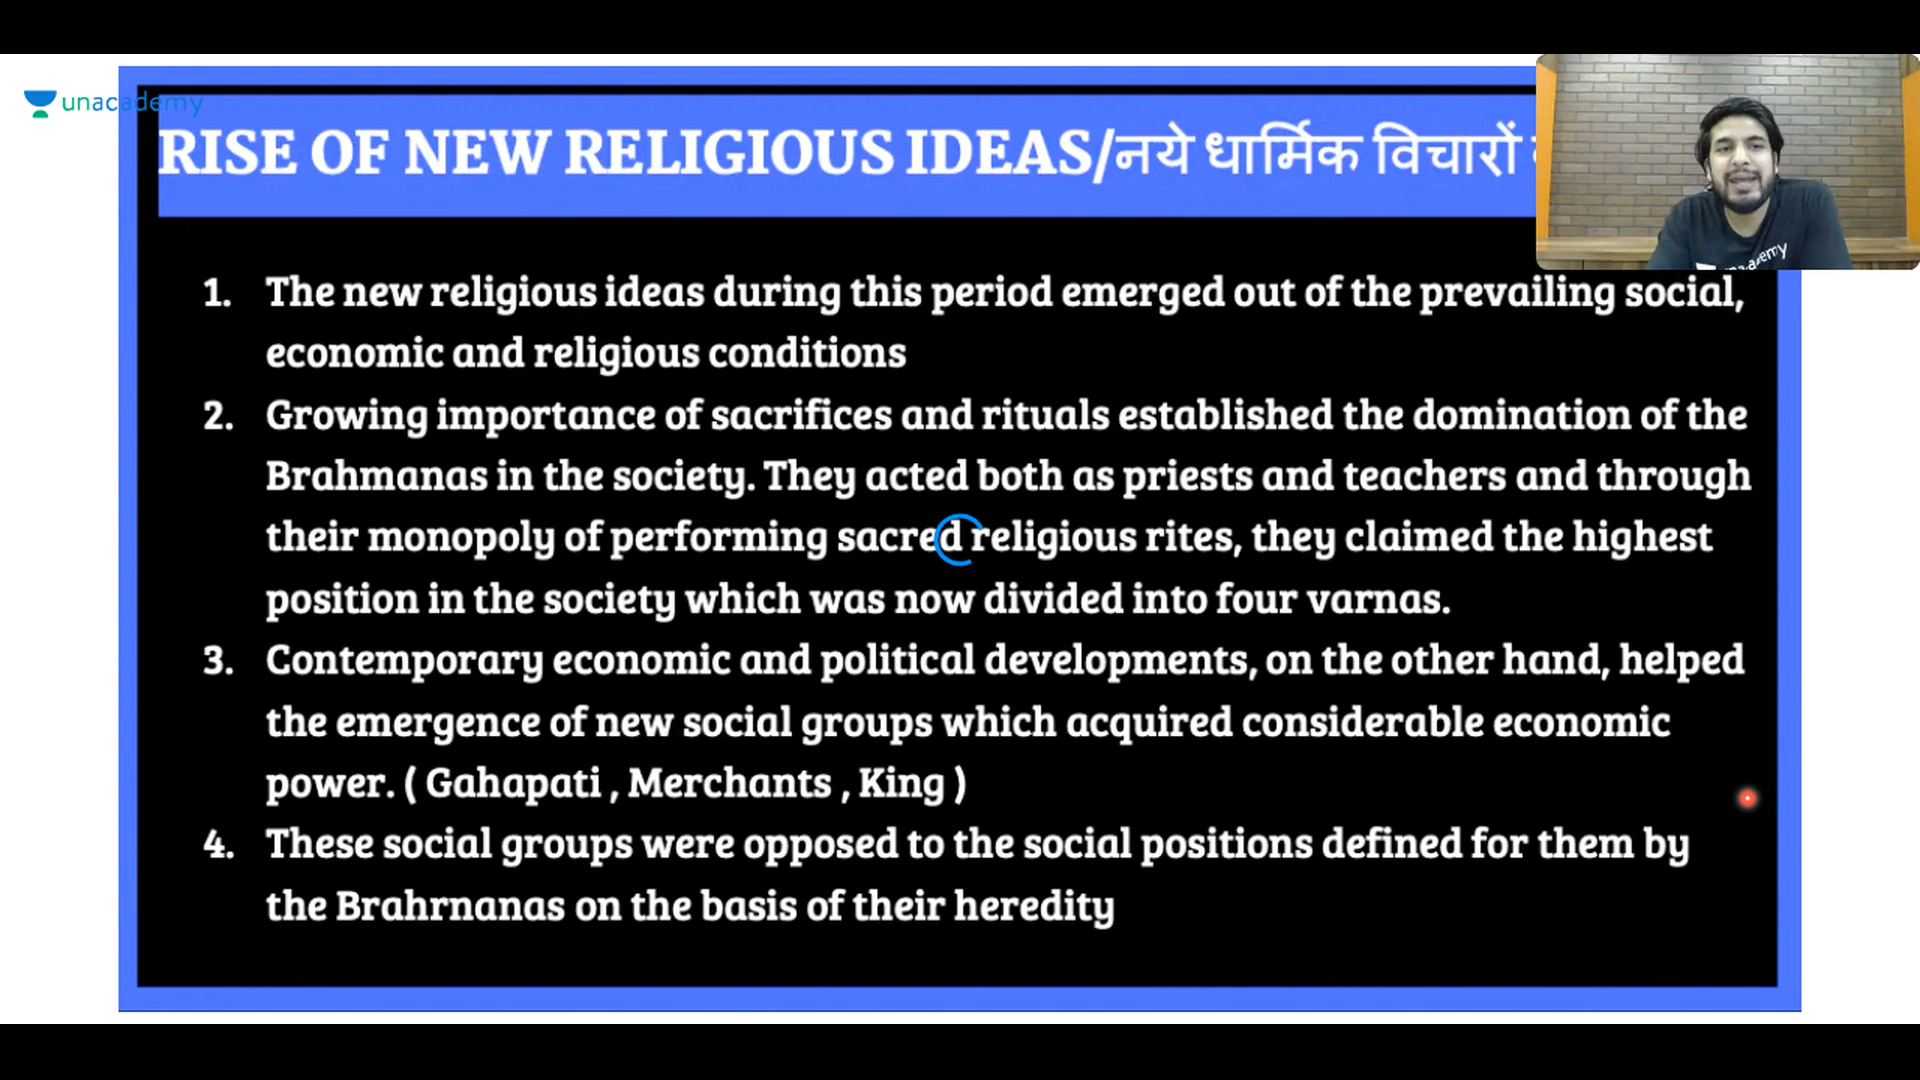 unacademy
RISE OF NEW RELIGIOUS IDEAS/नये धार्मिक विचारों
1. The new religious ideas during this period emerged out of the prevailing social,
economic and religious conditions
2. Growing importance of sacrifices and rituals established the domination of the
Brahmanas in the society. They acted both as priests and teachers and through
their monopoly of performing sacred religious rites, they claimed the highest
position in the society which was now divided into four varnas.
3. Contemporary economic and political developments, on the other hand, helped
the emergence of new social groups which acquired considerable economic
power. ( Gahapati , Merchants , King )
4. These social groups were opposed to the social positions defined for them by
the Brahrnanas on the basis of their heredity